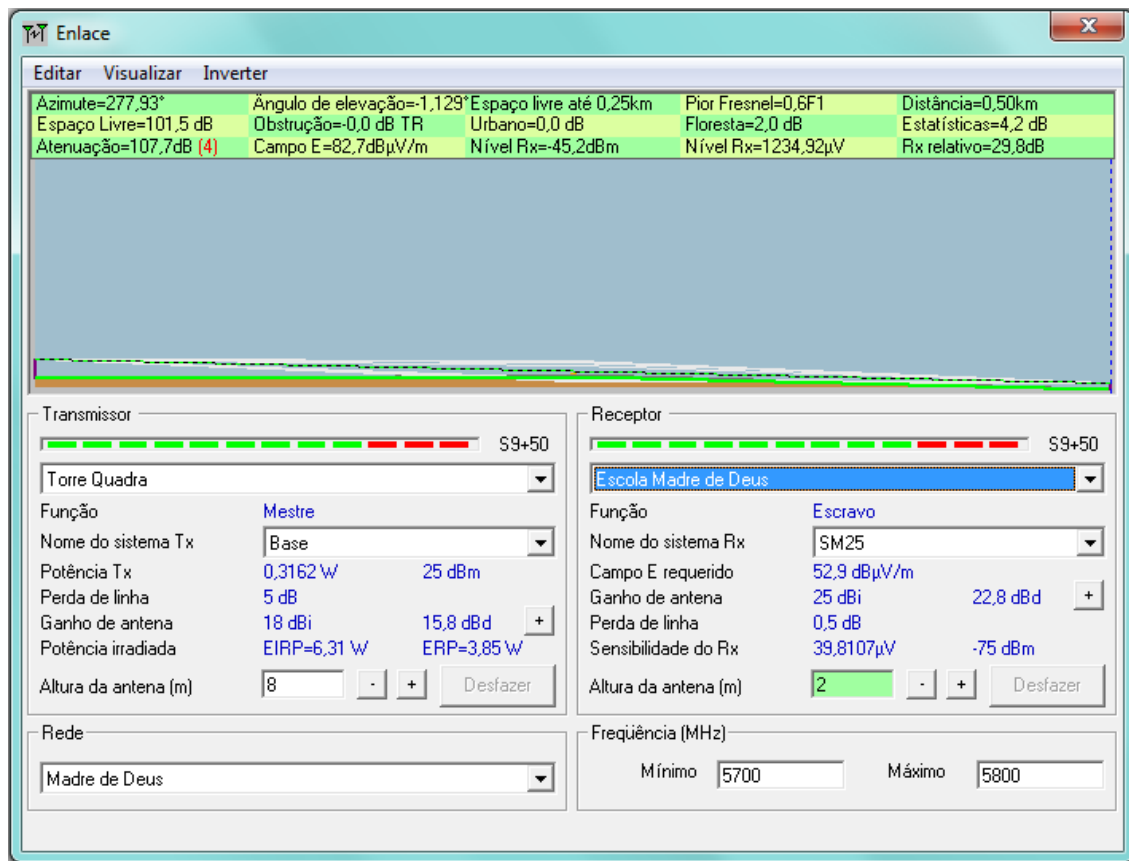 Enlace
Editar Visualizar Inverter
Azimute=277,93° Ângulo de elevação=-1,129° Espaço livre até 0,25km Pior Fresnel=0,6F1 Distância=0,50km
Espaço Livre=101,5 dB Obstrução=-0,0 dB TR Urbano=0,0 dB Floresta=2,0 dB Estatísticas=4,2 dB
Atenuação=107,7dB (4) Campo E=82,7dBµV/m Nível Rx=-45,2dBm Nível Rx=1234,92µV Rx relativo=29,8dB
Transmissor
S9+50
Torre Quadra
Função Mestre
Nome do sistema Tx Base
Potência Tx 0,3162 W 25 dBm
Perda de linha 5 dB
Ganho de antena 18 dBi 15,8 dBd +
Potência irradiada EIRP=6,31 W ERP=3,85 W
Altura da antena (m) 8 - + Desfazer
Rede
Madre de Deus
Receptor
S9+50
Escola Madre de Deus
Função Escravo
Nome do sistema Rx SM25
Campo E requerido 52,9 dBµV/m
Ganho de antena 25 dBi 22,8 dBd +
Perda de linha 0,5 dB
Sensibilidade do Rx 39,8107µV -75 dBm
Altura da antena (m) 2 - + Desfazer
Freqüência (MHz)
Mínimo 5700 Máximo 5800